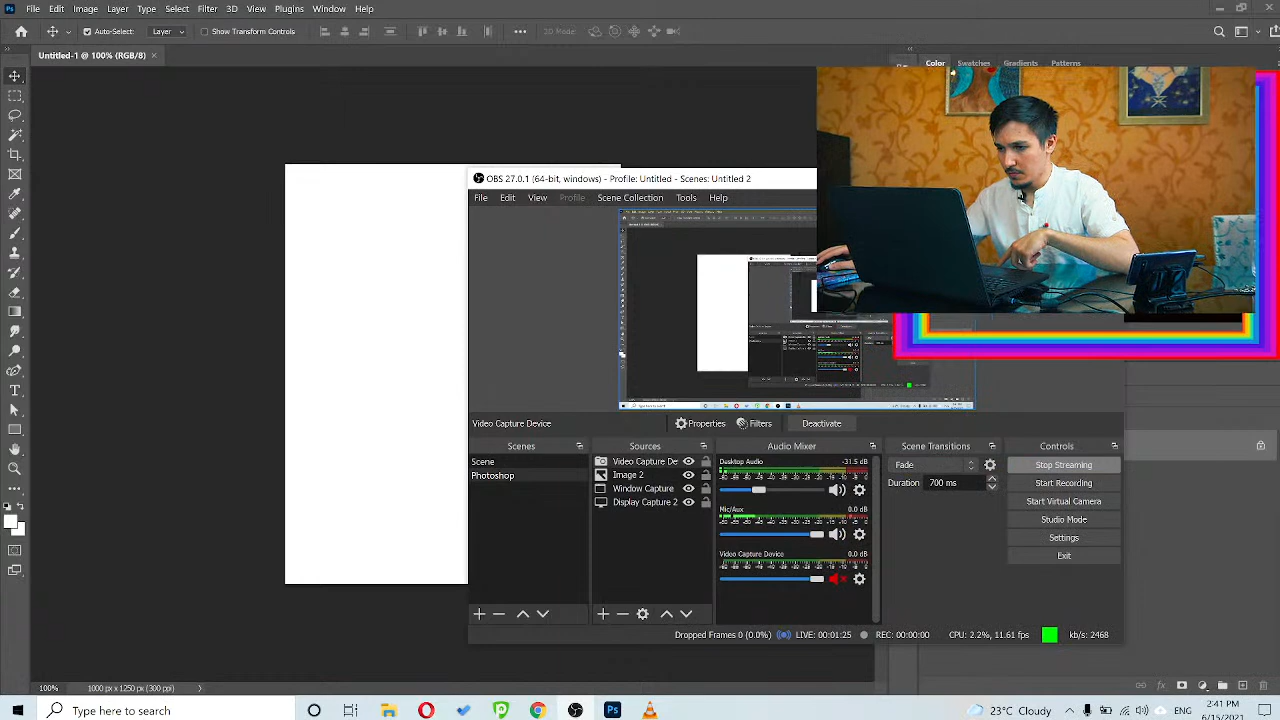 Ps File Edit Image Layer Type Select Filter 3D View Plugins Window Help
Auto-Select: Layer Show Transform Controls 3D Mode:
Untitled-1 @ 100% (RGB/8)
Color Swatches Gradients Patterns
OBS 27.0.1 (64-bit, windows) - Profile: Untitled - Scenes: Untitled 2
File Edit View Profile Scene Collection Tools Help
Video Capture Device Properties Filters Deactivate
Scenes Sources Audio Mixer Scene Transitions Controls
Scene
Photoshop
Video Capture De
Image 2
Window Capture
Display Capture 2
Desktop Audio -31.5 dB
Mic/Aux 0.0 dB
Video Capture Device 0.0 dB
Fade
Duration 700 ms
Stop Streaming
Start Recording
Start Virtual Camera
Studio Mode
Settings
Exit
Dropped Frames 0 (0.0%) LIVE: 00:01:25 REC: 00:00:00 CPU: 2.2%, 11.61 fps kb/s: 2468
100% 1000 px x 1250 px (300 ppi)
Type here to search Ps 23°C Cloudy ENG 2:41 PM